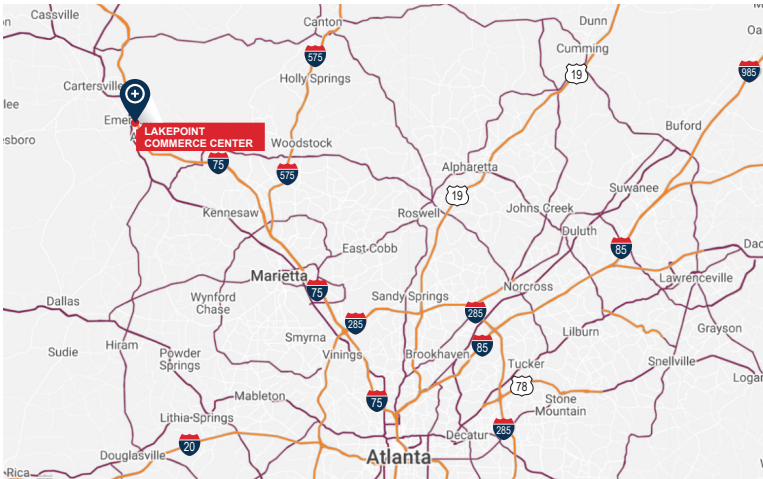 Cassville
Canton
Dunn
Cumming
575
19
985
Holly Springs
Cartersville
Emer
LAKEPOINT
COMMERCE CENTER
Buford
esboro
Woodstock
75
575
Alpharetta
Suwanee
19
Kennesaw
Roswell
Johns Creek
Duluth
East Cobb
85
Marietta
Lawrenceville
75
Norcross
Wynford
Chase
Sandy Springs
Dallas
285
285
Grayson
Smyrna
Lilburn
Hiram
85
Sudie
Powder
Springs
Vinings
Brookhaven
Tucker
Snellville
78
Logan
Mableton
75
Stone
Mountain
Lithia-Springs
285
Decatur
20
Douglasville
Atlanta
Rica